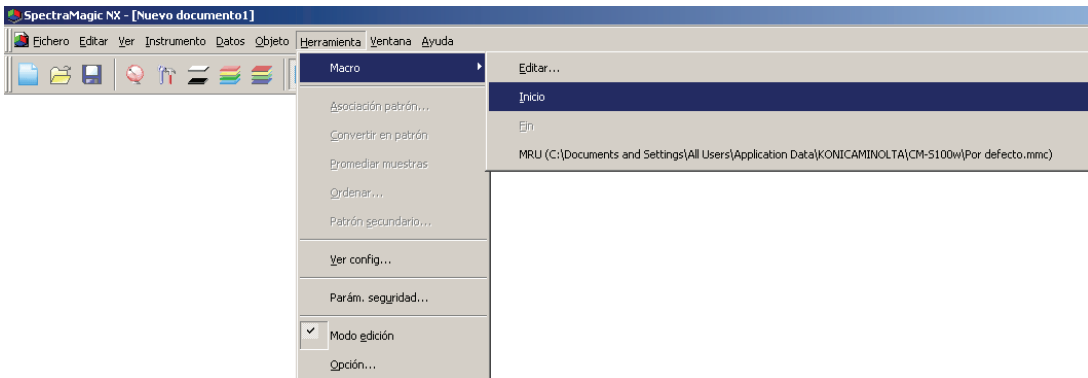 SpectraMagic NX - [Nuevo documento1]
Fichero Editar Ver Instrumento Datos Objeto Herramienta Ventana Ayuda
Macro
Editar...
Inicio
Fin
MRU (C:\Documents and Settings\All Users\Application Data\KONICAMINOLTA\CM-S100w\Por defecto.mmc)
Asociación patrón...
Convertir en patrón
Promediar muestras
Ordenar...
Patrón secundario...
Ver config...
Parám. seguridad...
Modo edición
Opción...